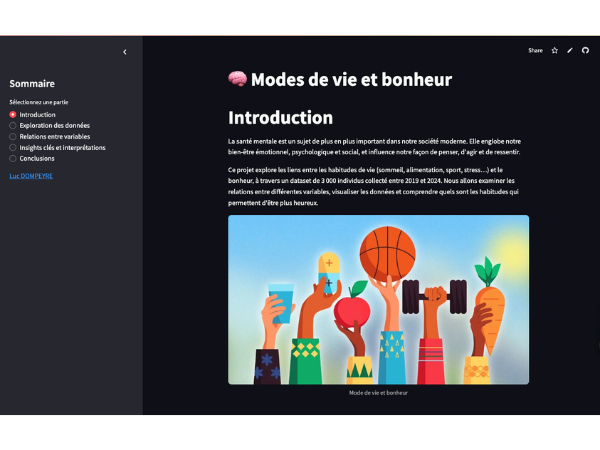 Share
Sommaire
Sélectionnez une partie
Introduction
Exploration des données
Relations entre variables
Insights clés et interprétations
Conclusions
Luc DOMPEYRE
Modes de vie et bonheur
Introduction
La santé mentale est un sujet de plus en plus important dans notre société moderne. Elle englobe notre
bien-être émotionnel, psychologique et social, et influence notre façon de penser, d'agir et de ressentir.
Ce projet explore les liens entre les habitudes de vie (sommeil, alimentation, sport, stress...) et le
bonheur, à travers un dataset de 3 000 individus collecté entre 2019 et 2024. Nous allons examiner les
relations entre différentes variables, visualiser les données et comprendre quels sont les habitudes qui
permettent d'être plus heureux.
Mode de vie et bonheur